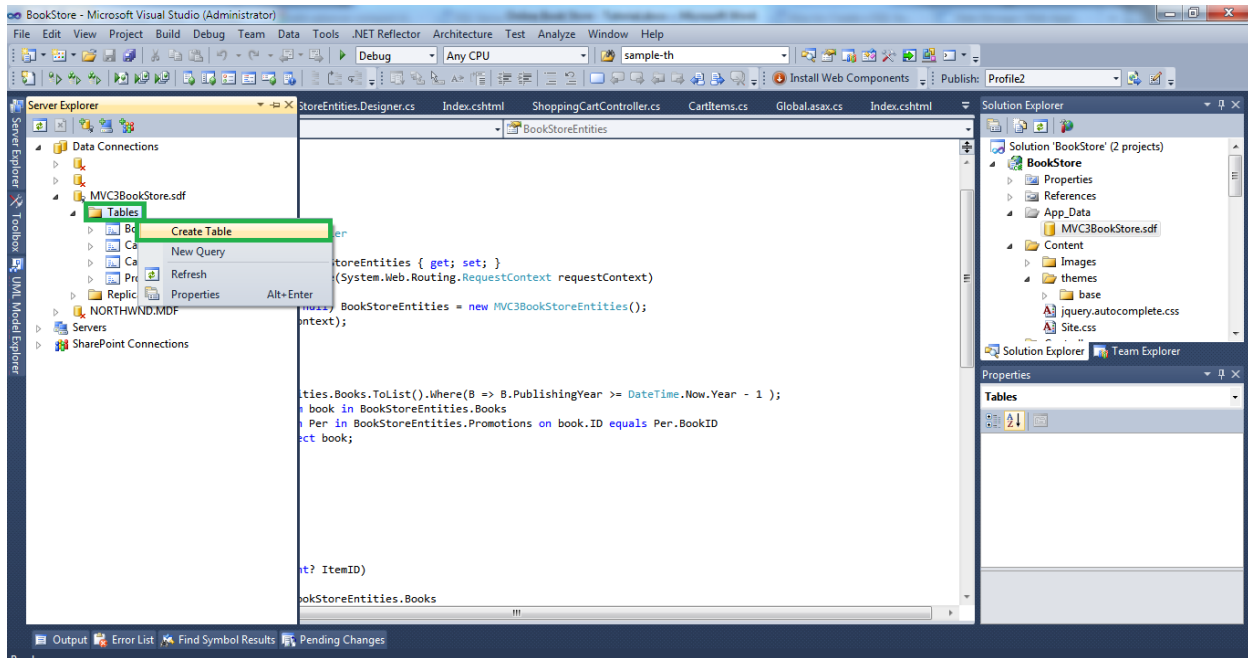 BookStore - Microsoft Visual Studio (Administrator)
File Edit View Project Build Debug Team Data Tools .NET Reflector Architecture Test Analyze Window Help
Debug Any CPU sample-th
Install Web Components Publish: Profile2
Server Explorer
Toolbox
UML Model Explorer
Server Explorer
Data Connections
MVC3BookStore.sdf
Tables
Bo
Ca
Ca
Pro
Replic
NORTHWND.MDF
Servers
SharePoint Connections
Create Table
New Query
Refresh
Properties Alt+Enter
StoreEntities.Designer.cs Index.cshtml ShoppingCartController.cs CartItems.cs Global.asax.cs Index.cshtml
BookStoreEntities
er
StoreEntities { get; set; }
(System.Web.Routing.RequestContext requestContext)
null) BookStoreEntities = new MVC3BookStoreEntities();
ontext);
ities.Books.ToList().Where(B => B.PublishingYear >= DateTime.Now.Year - 1 );
book in BookStoreEntities.Books
Per in BookStoreEntities.Promotions on book.ID equals Per.BookID
ect book;
nt? ItemID)
ookStoreEntities.Books
Solution Explorer
Solution 'BookStore' (2 projects)
BookStore
Properties
References
App_Data
MVC3BookStore.sdf
Content
Images
themes
base
jquery.autocomplete.css
Site.css
Solution Explorer Team Explorer
Properties
Tables
Output Error List Find Symbol Results Pending Changes